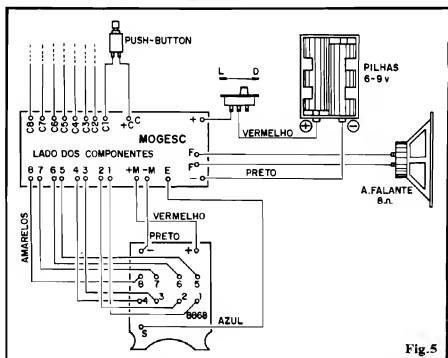 PUSH-BUTTON
C8 C7 C6 C5 C4 C3 C2 C1 +C C
L D
PILHAS
6-9 v
+
VERMELHO
+ −
MOGESC
LADO DOS COMPONENTES
F
F
−
PRETO
A. FALANTE
8Ω
8 7 6 5 4 3 2 1 +M -M E
AMARELOS
VERMELHO
PRETO
− +
8 7 6 5
4 3 2 1
8868
AZUL
S
Fig.5